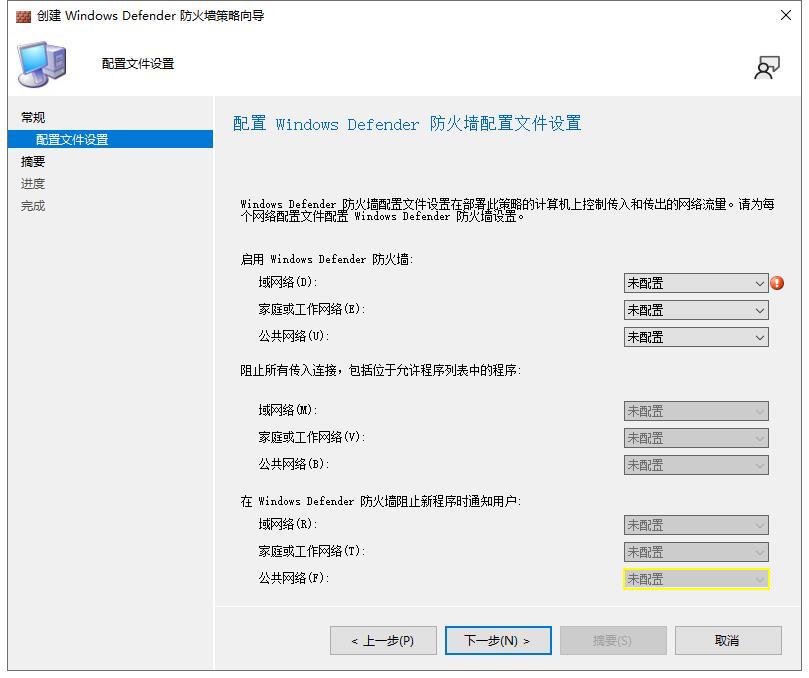 创建 Windows Defender 防火墙策略向导
配置文件设置
常规
配置文件设置
摘要
进度
完成
配置 Windows Defender 防火墙配置文件设置
Windows Defender 防火墙配置文件设置在部署此策略的计算机上控制传入和传出的网络流量。请为每
个网络配置文件配置 Windows Defender 防火墙设置。
启用 Windows Defender 防火墙:
域网络(D): 未配置
家庭或工作网络(E): 未配置
公共网络(U): 未配置
阻止所有传入连接，包括位于允许程序列表中的程序:
域网络(M): 未配置
家庭或工作网络(V): 未配置
公共网络(B): 未配置
在 Windows Defender 防火墙阻止新程序时通知用户:
域网络(R): 未配置
家庭或工作网络(T): 未配置
公共网络(F): 未配置
< 上一步(P) 下一步(N) > 摘要(S) 取消